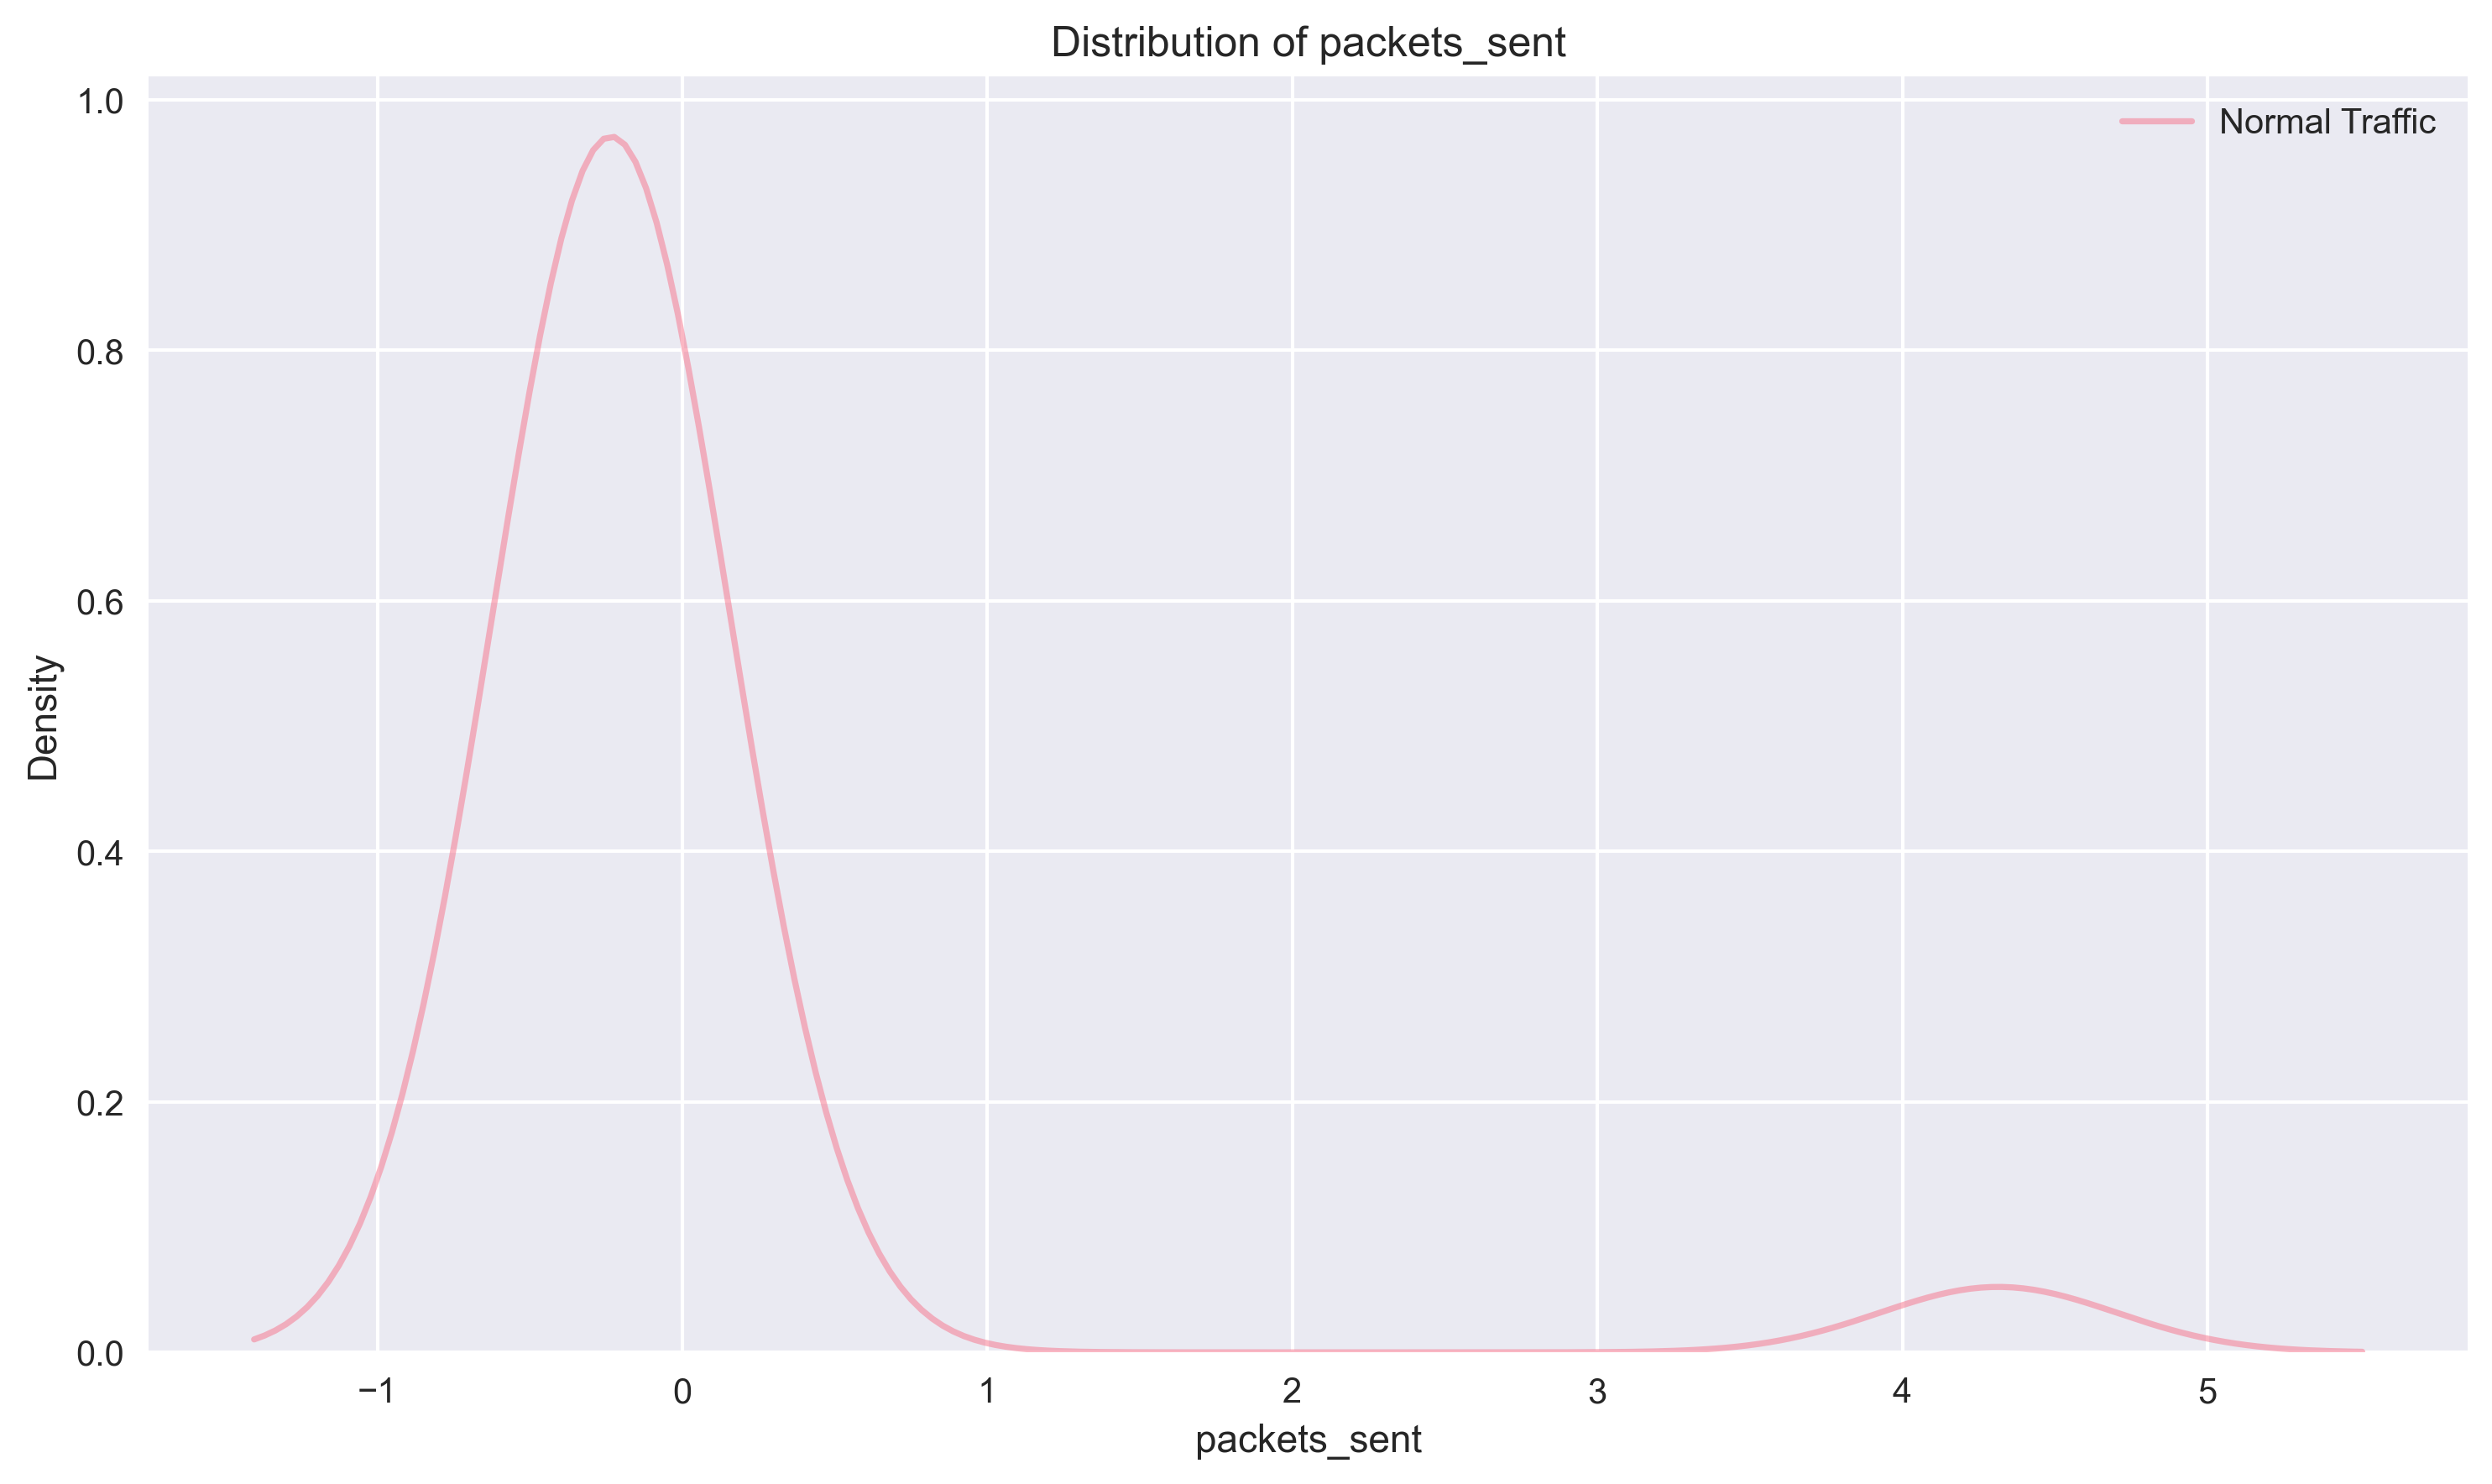 Distribution of packets_sent
Normal Traffic
Density
1.0
0.8
0.6
0.4
0.2
0.0
−1 0 1 2 3 4 5
packets_sent